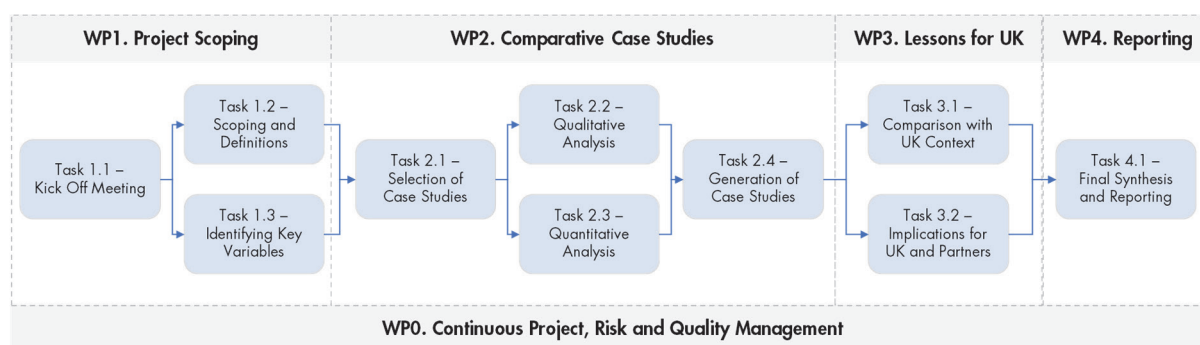 WP1. Project Scoping
WP2. Comparative Case Studies
WP3. Lessons for UK
WP4. Reporting
Task 1.1 –
Kick Off Meeting
Task 1.2 –
Scoping and
Definitions
Task 1.3 –
Identifying Key
Variables
Task 2.1 –
Selection of
Case Studies
Task 2.2 –
Qualitative
Analysis
Task 2.3 –
Quantitative
Analysis
Task 2.4 –
Generation of
Case Studies
Task 3.1 –
Comparison with
UK Context
Task 3.2 –
Implications for
UK and Partners
Task 4.1 –
Final Synthesis
and Reporting
WP0. Continuous Project, Risk and Quality Management